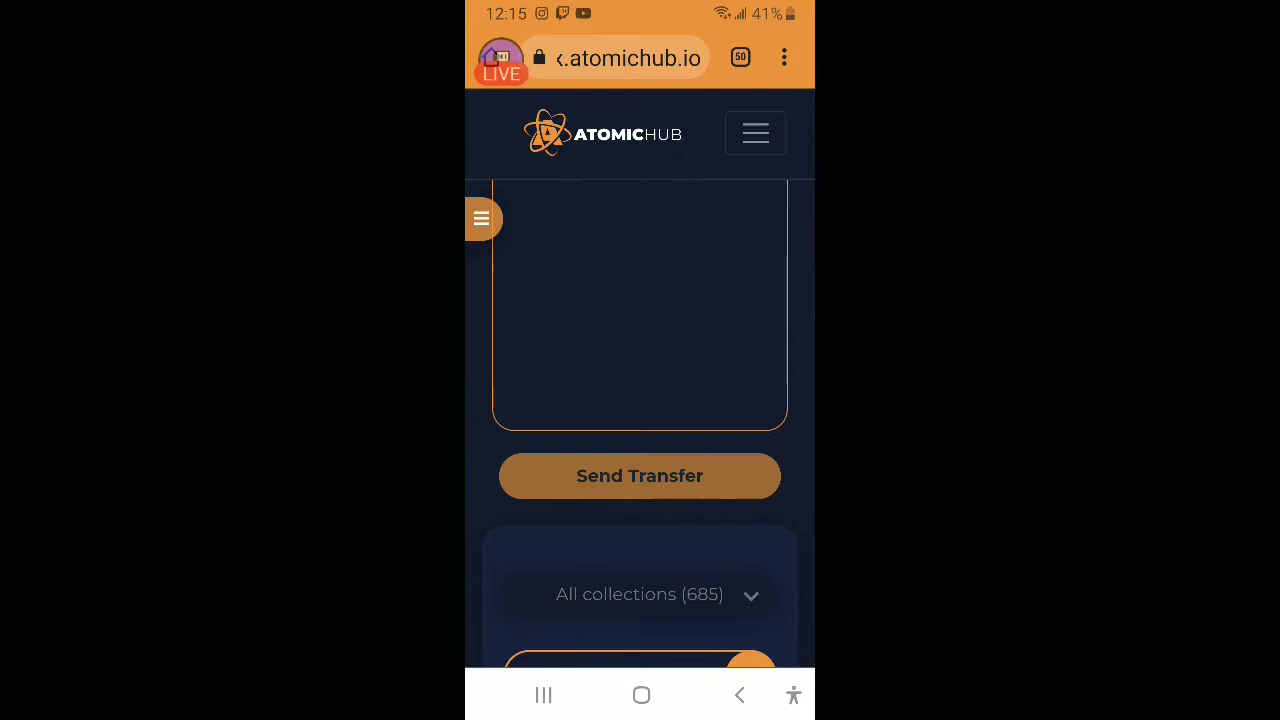 12:15 41%
LIVE
x.atomichub.io
50
ATOMICHUB
Send Transfer
All collections (685)